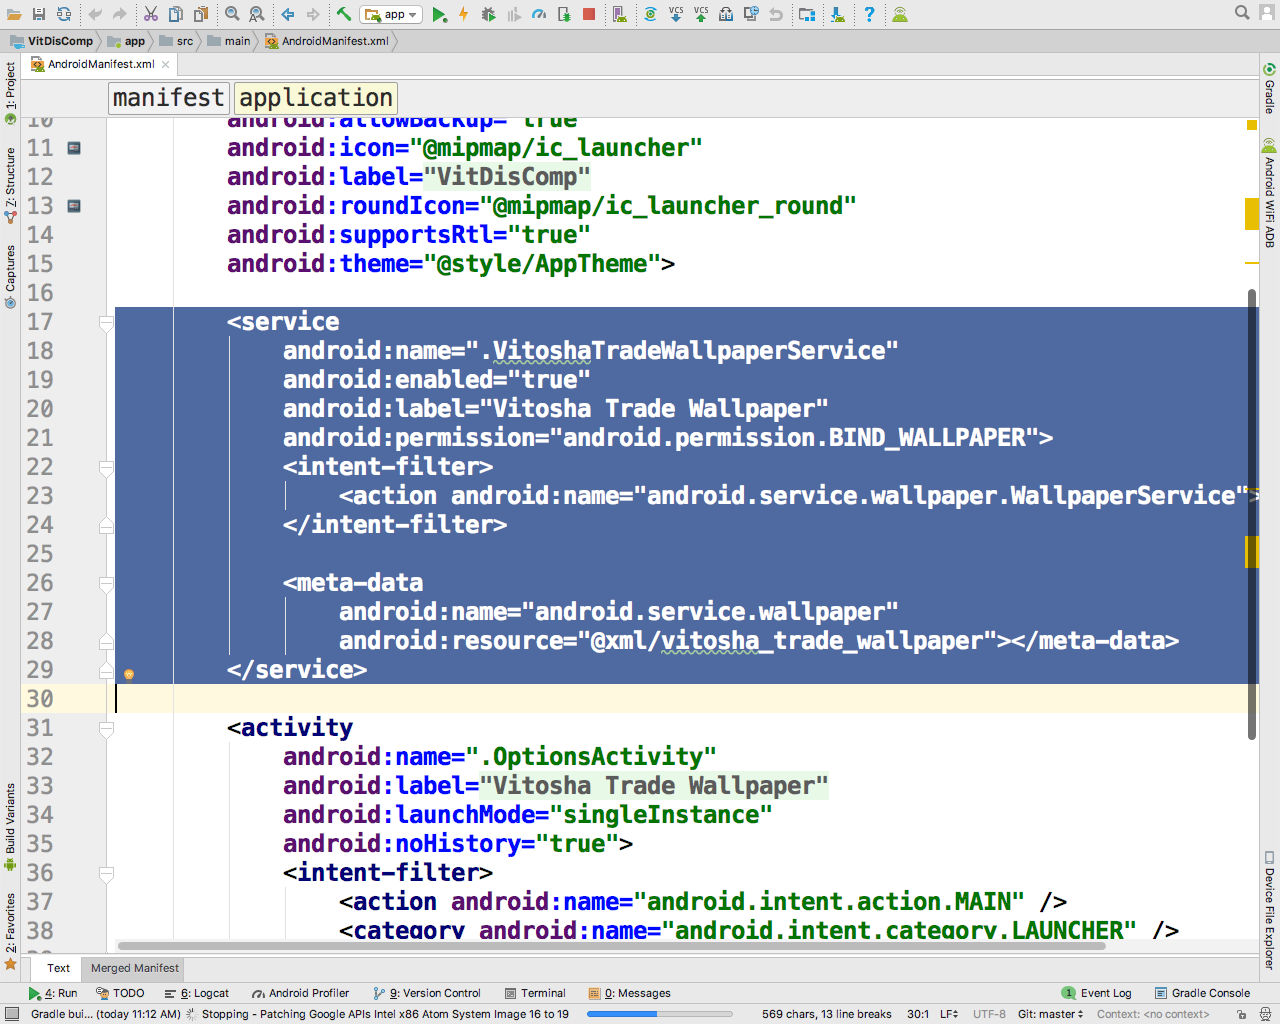 app
VitDisComp app src main AndroidManifest.xml
AndroidManifest.xml
manifest application
10 android:allowBackup="true"
11 android:icon="@mipmap/ic_launcher"
12 android:label="VitDisComp"
13 android:roundIcon="@mipmap/ic_launcher_round"
14 android:supportsRtl="true"
15 android:theme="@style/AppTheme">
16
17 <service
18 android:name=".VitoshaTradeWallpaperService"
19 android:enabled="true"
20 android:label="Vitosha Trade Wallpaper"
21 android:permission="android.permission.BIND_WALLPAPER">
22 <intent-filter>
23 <action android:name="android.service.wallpaper.WallpaperService">
24 </intent-filter>
25
26 <meta-data
27 android:name="android.service.wallpaper"
28 android:resource="@xml/vitosha_trade_wallpaper"></meta-data>
29 </service>
30
31 <activity
32 android:name=".OptionsActivity"
33 android:label="Vitosha Trade Wallpaper"
34 android:launchMode="singleInstance"
35 android:noHistory="true">
36 <intent-filter>
37 <action android:name="android.intent.action.MAIN" />
38 <category android:name="android.intent.category.LAUNCHER" />
1: Project
Z: Structure
Captures
Build Variants
2: Favorites
Gradle
Android WiFi ADB
Device File Explorer
Text Merged Manifest
4: Run TODO 6: Logcat Android Profiler 9: Version Control Terminal 0: Messages 1 Event Log Gradle Console
Gradle bui... (today 11:12 AM) Stopping - Patching Google APIs Intel x86 Atom System Image 16 to 19 569 chars, 13 line breaks 30:1 LF UTF-8 Git: master Context: <no context>